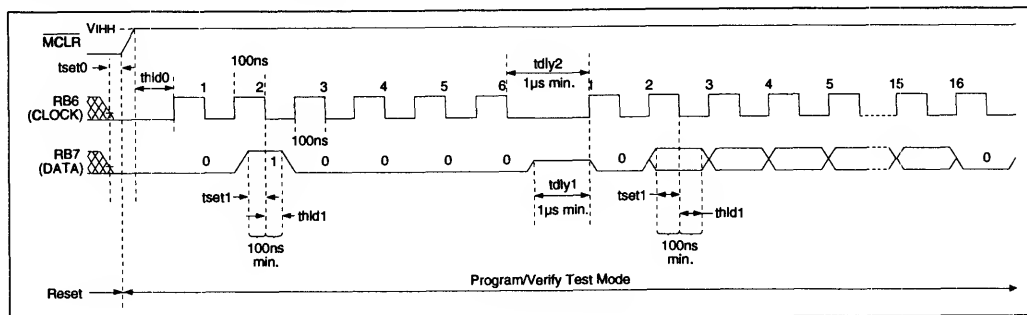 VIHH
MCLR
tset0
thld0
100ns
tdly2
1µs min.
1 2 3 4 5 6 1 2 3 4 5 15 16
RB6
(CLOCK)
100ns
RB7
(DATA)
0 1 0 0 0 0 0 0
tset1
thld1
100ns
min.
tdly1
1µs min.
tset1
thld1
100ns
min.
Reset
Program/Verify Test Mode